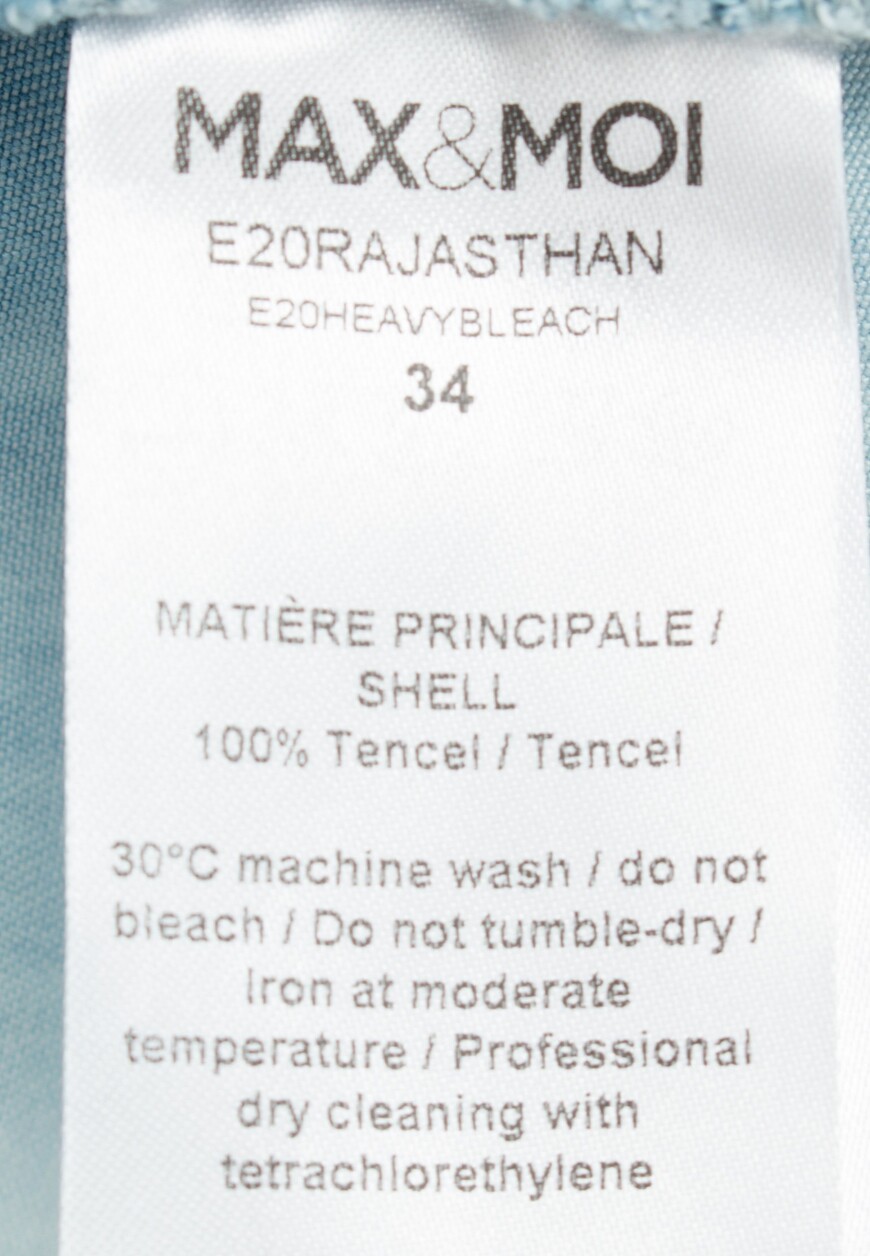 MAX&MOI
E20RAJASTHAN
E20HEAVYBLEACH
34
MATIÈRE PRINCIPALE /
SHELL
100% Tencel / Tencel
30°C machine wash / do not
bleach / Do not tumble-dry /
Iron at moderate
temperature / Professional
dry cleaning with
tetrachlorethylene